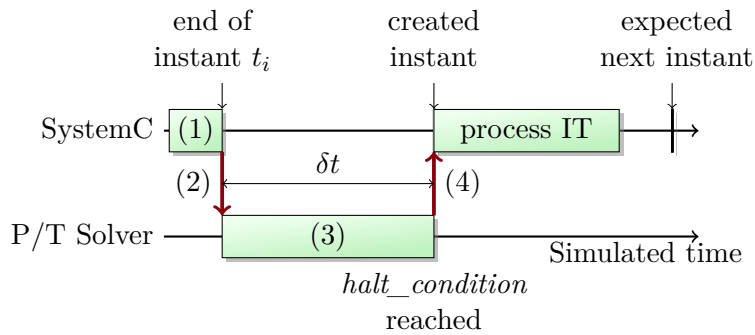 end of
instant t_i
created
instant
expected
next instant
SystemC
(1)
process IT
(2)
δt
(4)
P/T Solver
(3)
Simulated time
halt_condition
reached